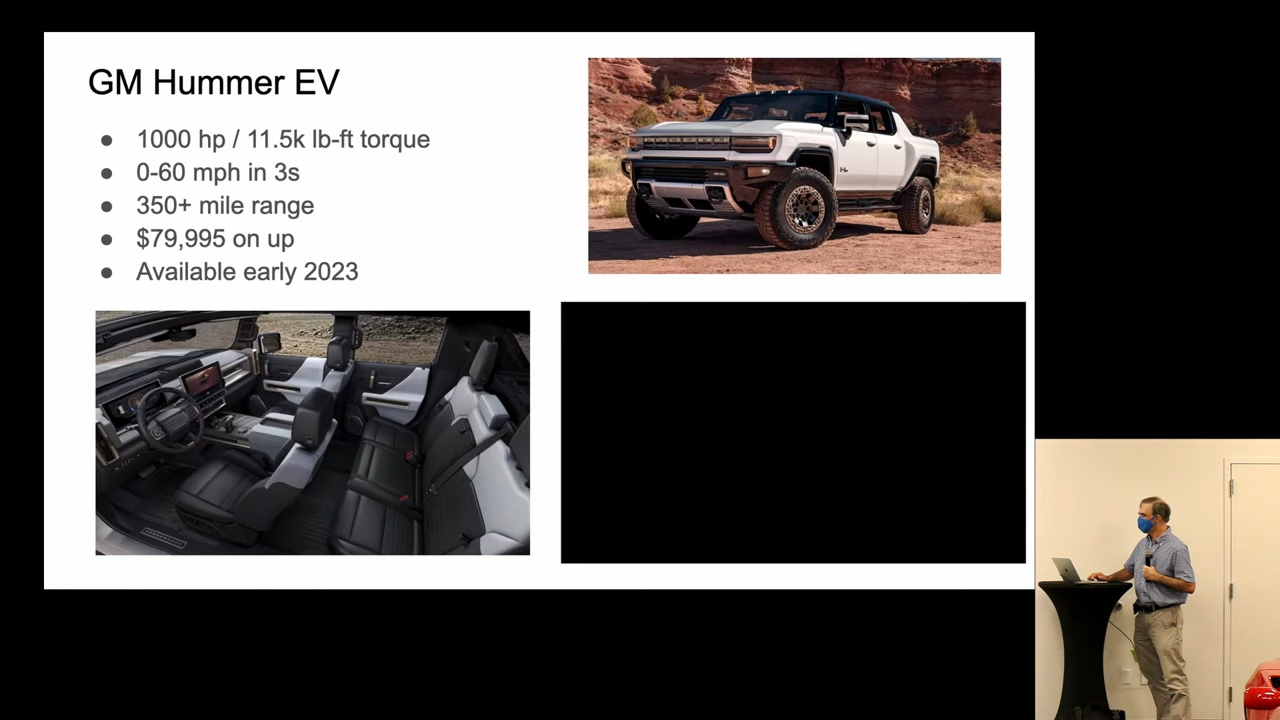 GM Hummer EV
● 1000 hp / 11.5k lb-ft torque
● 0-60 mph in 3s
● 350+ mile range
● $79,995 on up
● Available early 2023